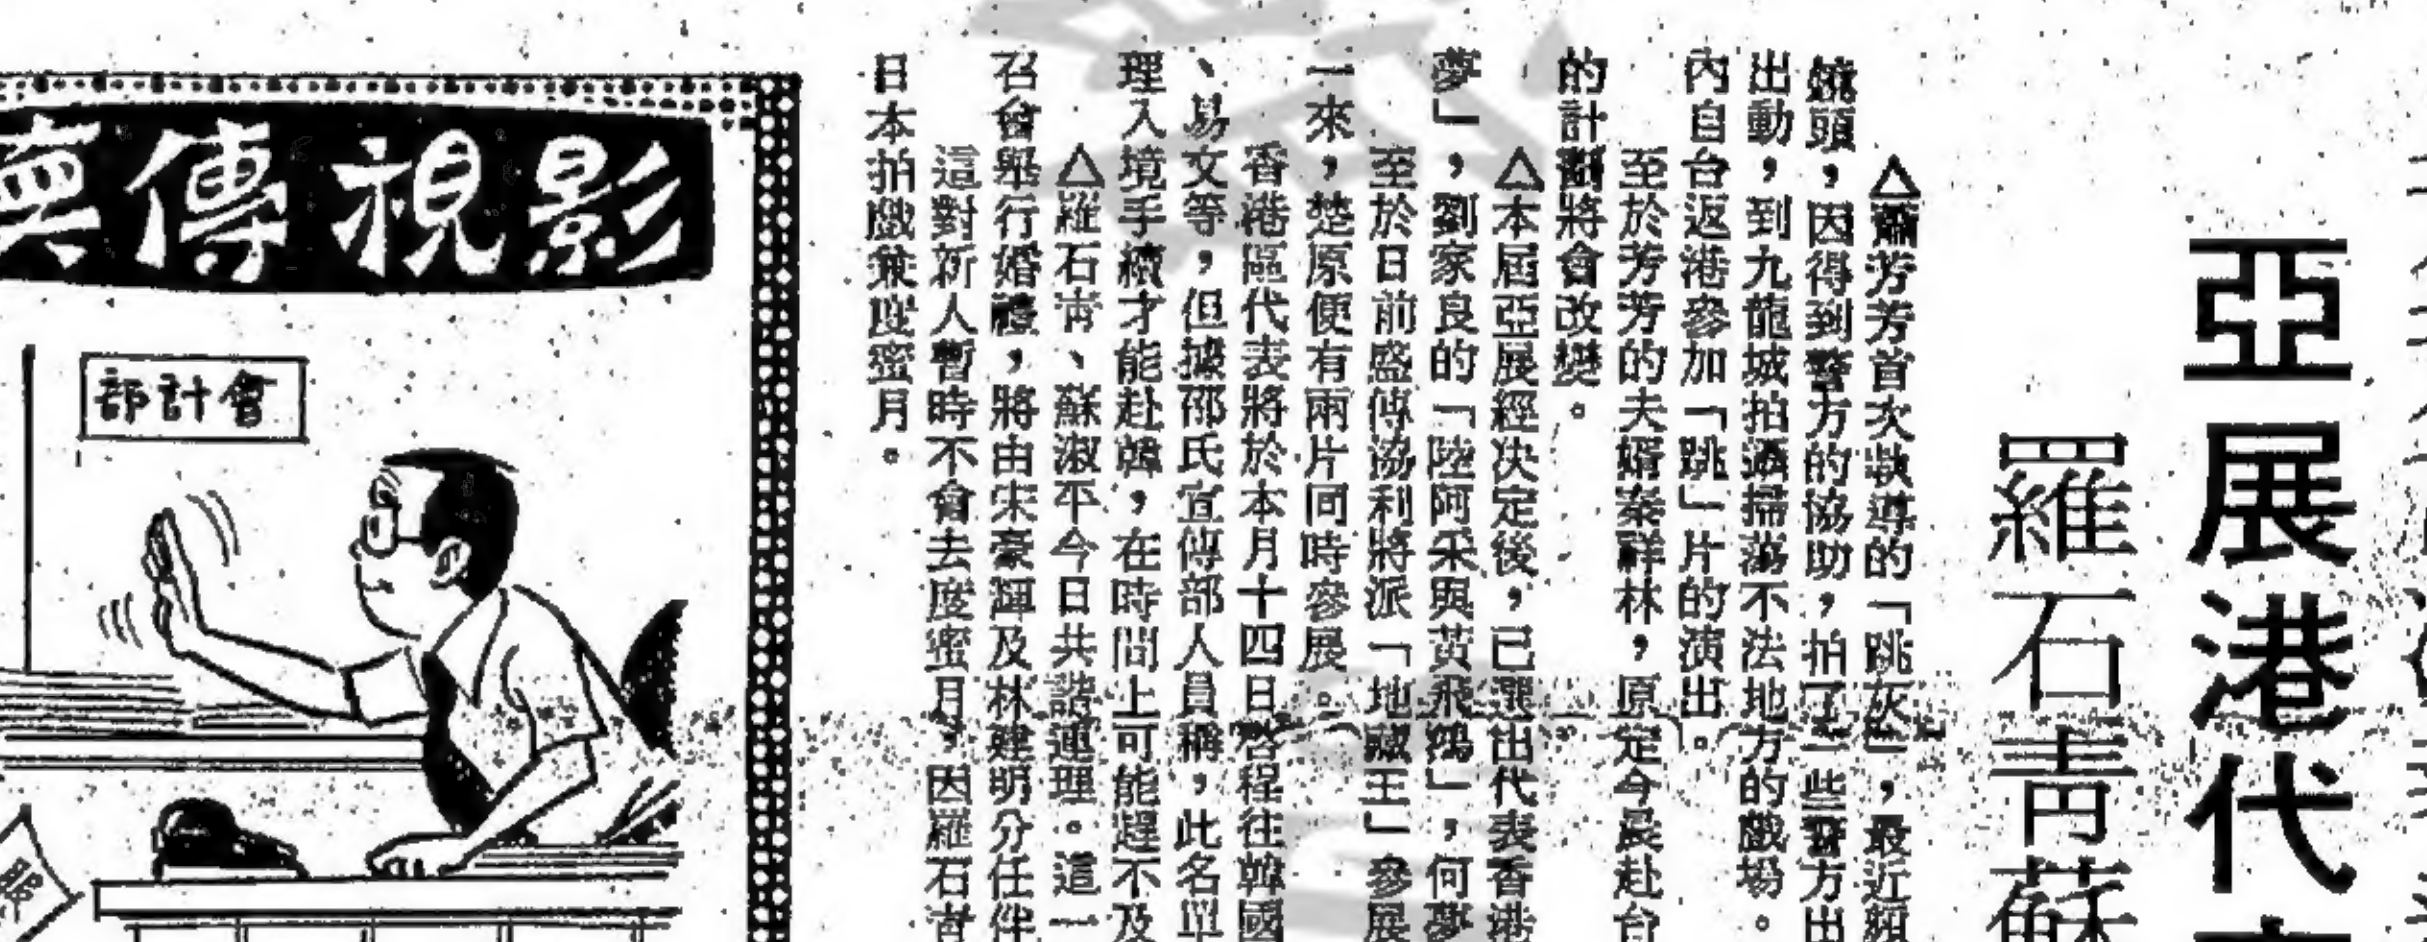 亞展港代
羅石青蘇
△蕭芳芳首次執導的「跳灰」，最近頻
鏡頭，因得到警方的協助，拍了一些警方出
出動，到九龍城拍攝掃蕩不法地方的戲場。
內自台返港參加「跳」片的演出。
至於芳芳的夫婿秦祥林，原定今晨赴台
的計劃將會改變。
△本屆亞展經決定後，已選出代表香港
夢」，劉家良的「陸阿采與黃飛鴻」，何夢
至於日前盛傳協利將派「地藏王」參展
一來，楚原便有兩片同時參展。
香港區代表將於本月十四日啓程往韓國
、易文等，但據邵氏宣傳部人員稱，此名單
理入境手續才能赴韓，在時間上可能趕不及
△羅石青、蘇淑平今日共諧連理。這一
召會舉行婚禮，將由宋豪輝及林建明分任伴
這對新人暫時不會去度蜜月，因羅石青
日本拍戲兼度蜜月。
影視傳真
會計部